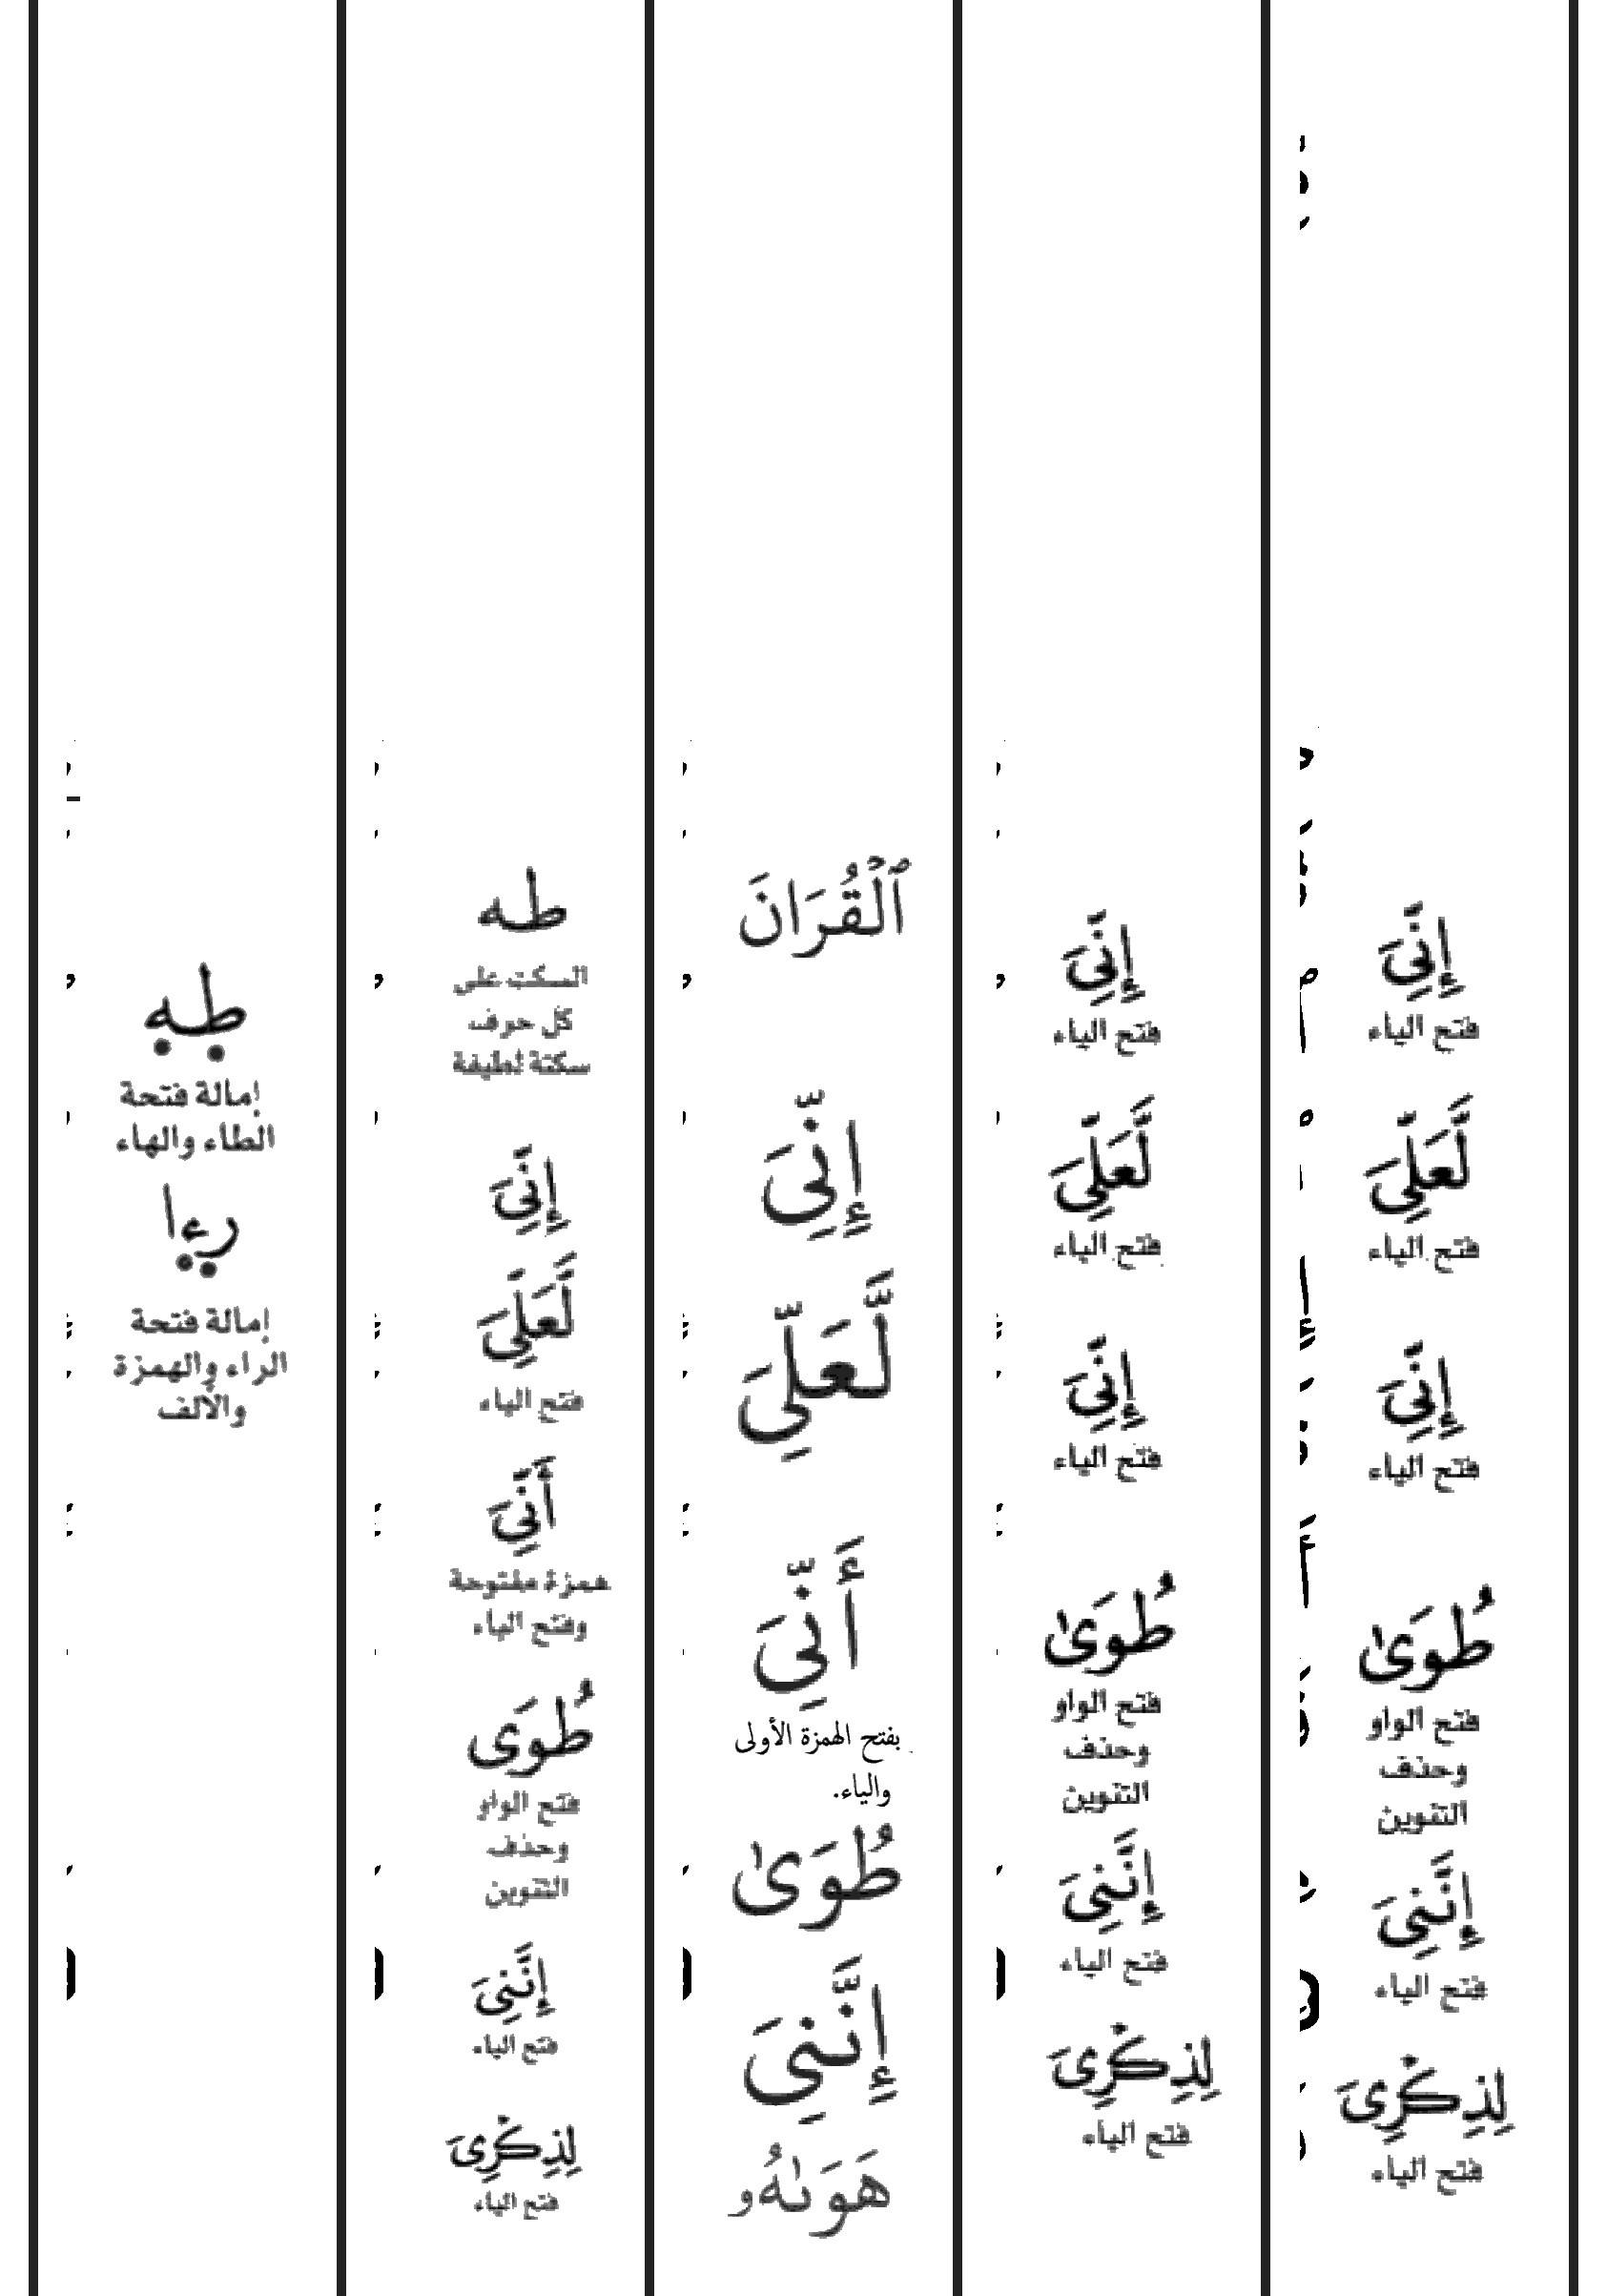 إِنِّيَ
فتح الياء
لَّعَلِّيَ
فتح الياء
إِنِّيَ
فتح الياء
طُوَىٰ
فتح الواو
وحذف
التنوين
إِنَّنِيَ
فتح الياء
لِذِكْرِيَ
فتح الياء
إِنِّيَ
فتح الياء
لَّعَلِّيَ
فتح الياء
إِنِّيَ
فتح الياء
طُوَىٰ
فتح الواو
وحذف
التنوين
إِنَّنِيَ
فتح الياء
لِذِكْرِيَ
فتح الياء
ٱلْقُرَانَ
إِنِّيَ
لَّعَلِّيَ
أَنِّيَ
بفتح الهمزة الأولى
والياء.
طُوَىٰ
إِنَّنِيَ
هَوَىٰهُو
طه
السكت على
كل حرف
سكتة لطيفة
إِنِّيَ
لَّعَلِّيَ
فتح الياء
أَنِّيَ
همزة مفتوحة
وفتح الياء
طُوَى
فتح الواو
وحذف
التنوين
إِنَّنِيَ
فتح الياء
لِذِكْرِيَ
فتح الياء
طه
إمالة فتحة
الطاء والهاء
رءا
إمالة فتحة
الراء والهمزة
والألف